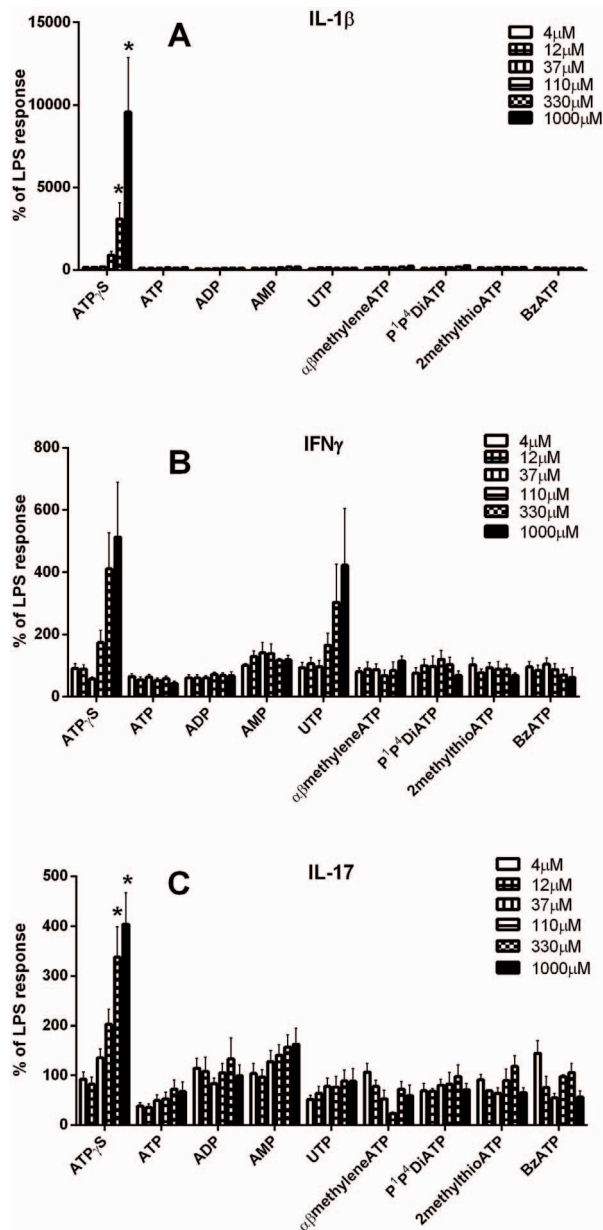 IL-1β
A
15000
10000
5000
0
% of LPS response
*
*
4μM
12μM
37μM
110μM
330μM
1000μM
ATPγS
ATP
ADP
AMP
UTP
αβmethyleneATP
P¹P⁴DiATP
2methylthioATP
BzATP
IFNγ
B
800
600
400
200
0
% of LPS response
4μM
12μM
37μM
110μM
330μM
1000μM
ATPγS
ATP
ADP
AMP
UTP
αβmethyleneATP
P¹P⁴DiATP
2methylthioATP
BzATP
IL-17
C
500
400
300
200
100
0
% of LPS response
*
*
4μM
12μM
37μM
110μM
330μM
1000μM
ATPγS
ATP
ADP
AMP
UTP
αβmethyleneATP
P¹P⁴DiATP
2methylthioATP
BzATP